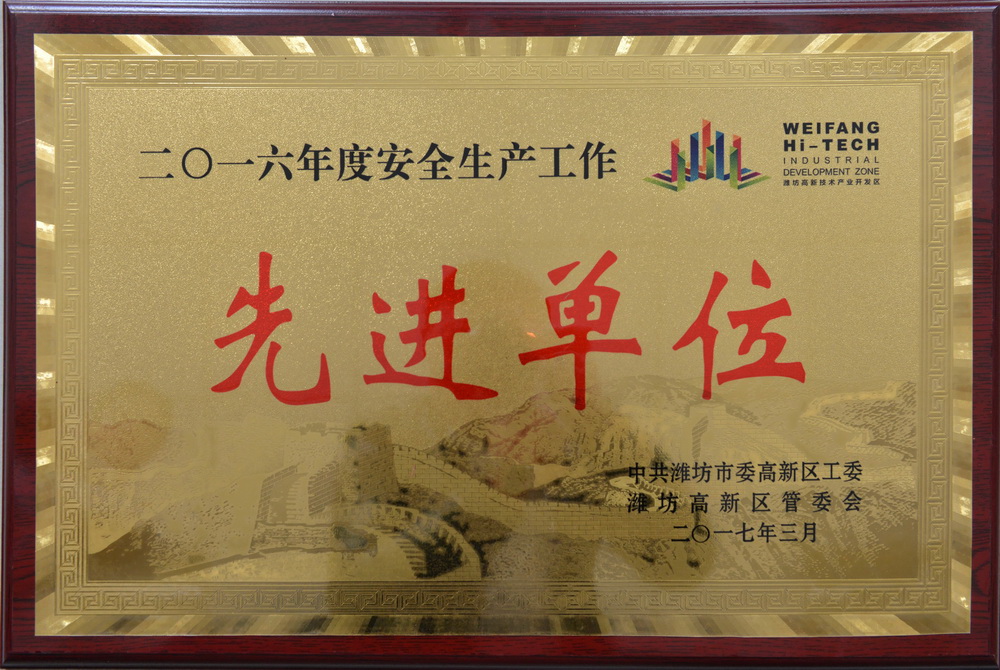 二〇一六年度安全生产工作
WEIFANG
Hi-TECH
INDUSTRIAL
DEVELOPMENT ZONE
潍坊高新技术产业开发区
先进单位
中共潍坊市委高新区工委
潍坊高新区管委会
二〇一七年三月